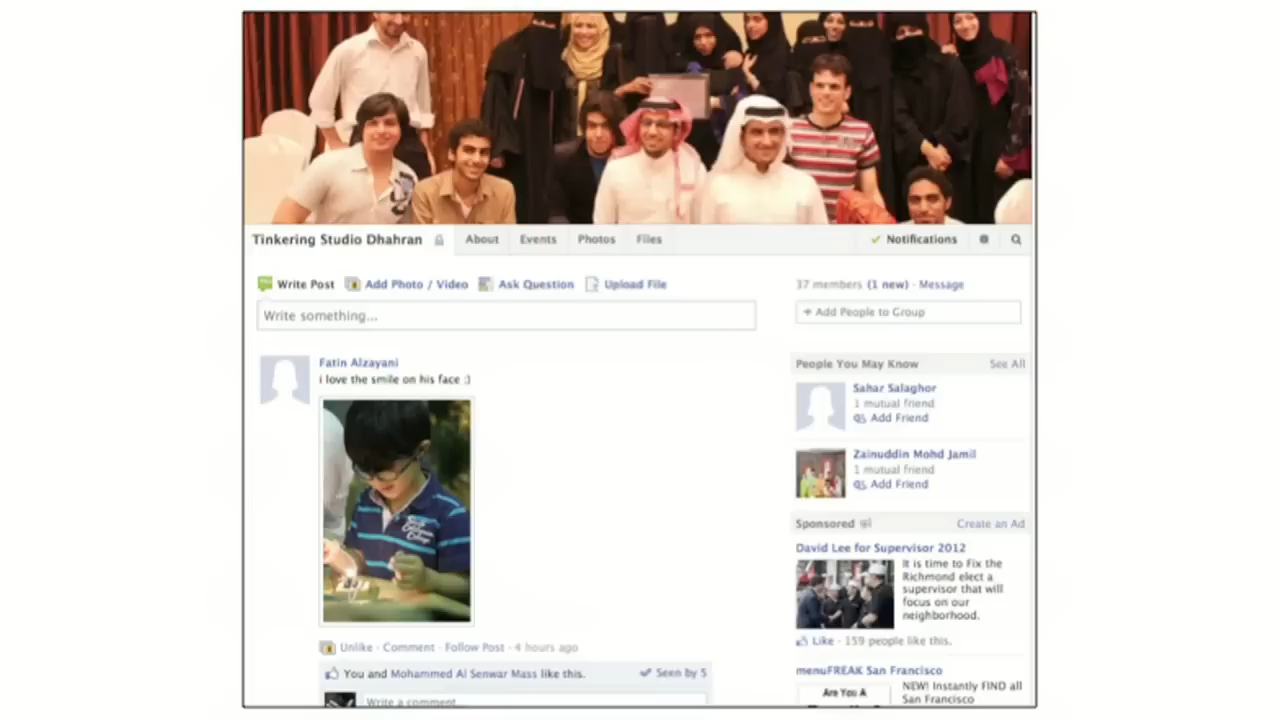 Tinkering Studio Dhahran
About
Events
Photos
Files
Notifications
Write Post
Add Photo / Video
Ask Question
Upload File
Write something...
Fatin Alzayani
i love the smile on his face :)
Unlike · Comment · Follow Post · 4 hours ago
You and Mohammed Al Senwar Mass like this.
Seen by 5
Write a comment...
37 members (1 new) · Message
+ Add People to Group
People You May Know
See All
Sahar Salaghor
1 mutual friend
Add Friend
Zainuddin Mohd Jamil
1 mutual friend
Add Friend
Sponsored
Create an Ad
David Lee for Supervisor 2012
It is time to Fix the
Richmond elect a
supervisor that will
focus on our
neighborhood.
Like · 159 people like this.
menuFREAK San Francisco
Are You A
NEW! Instantly FIND all
San Francisco